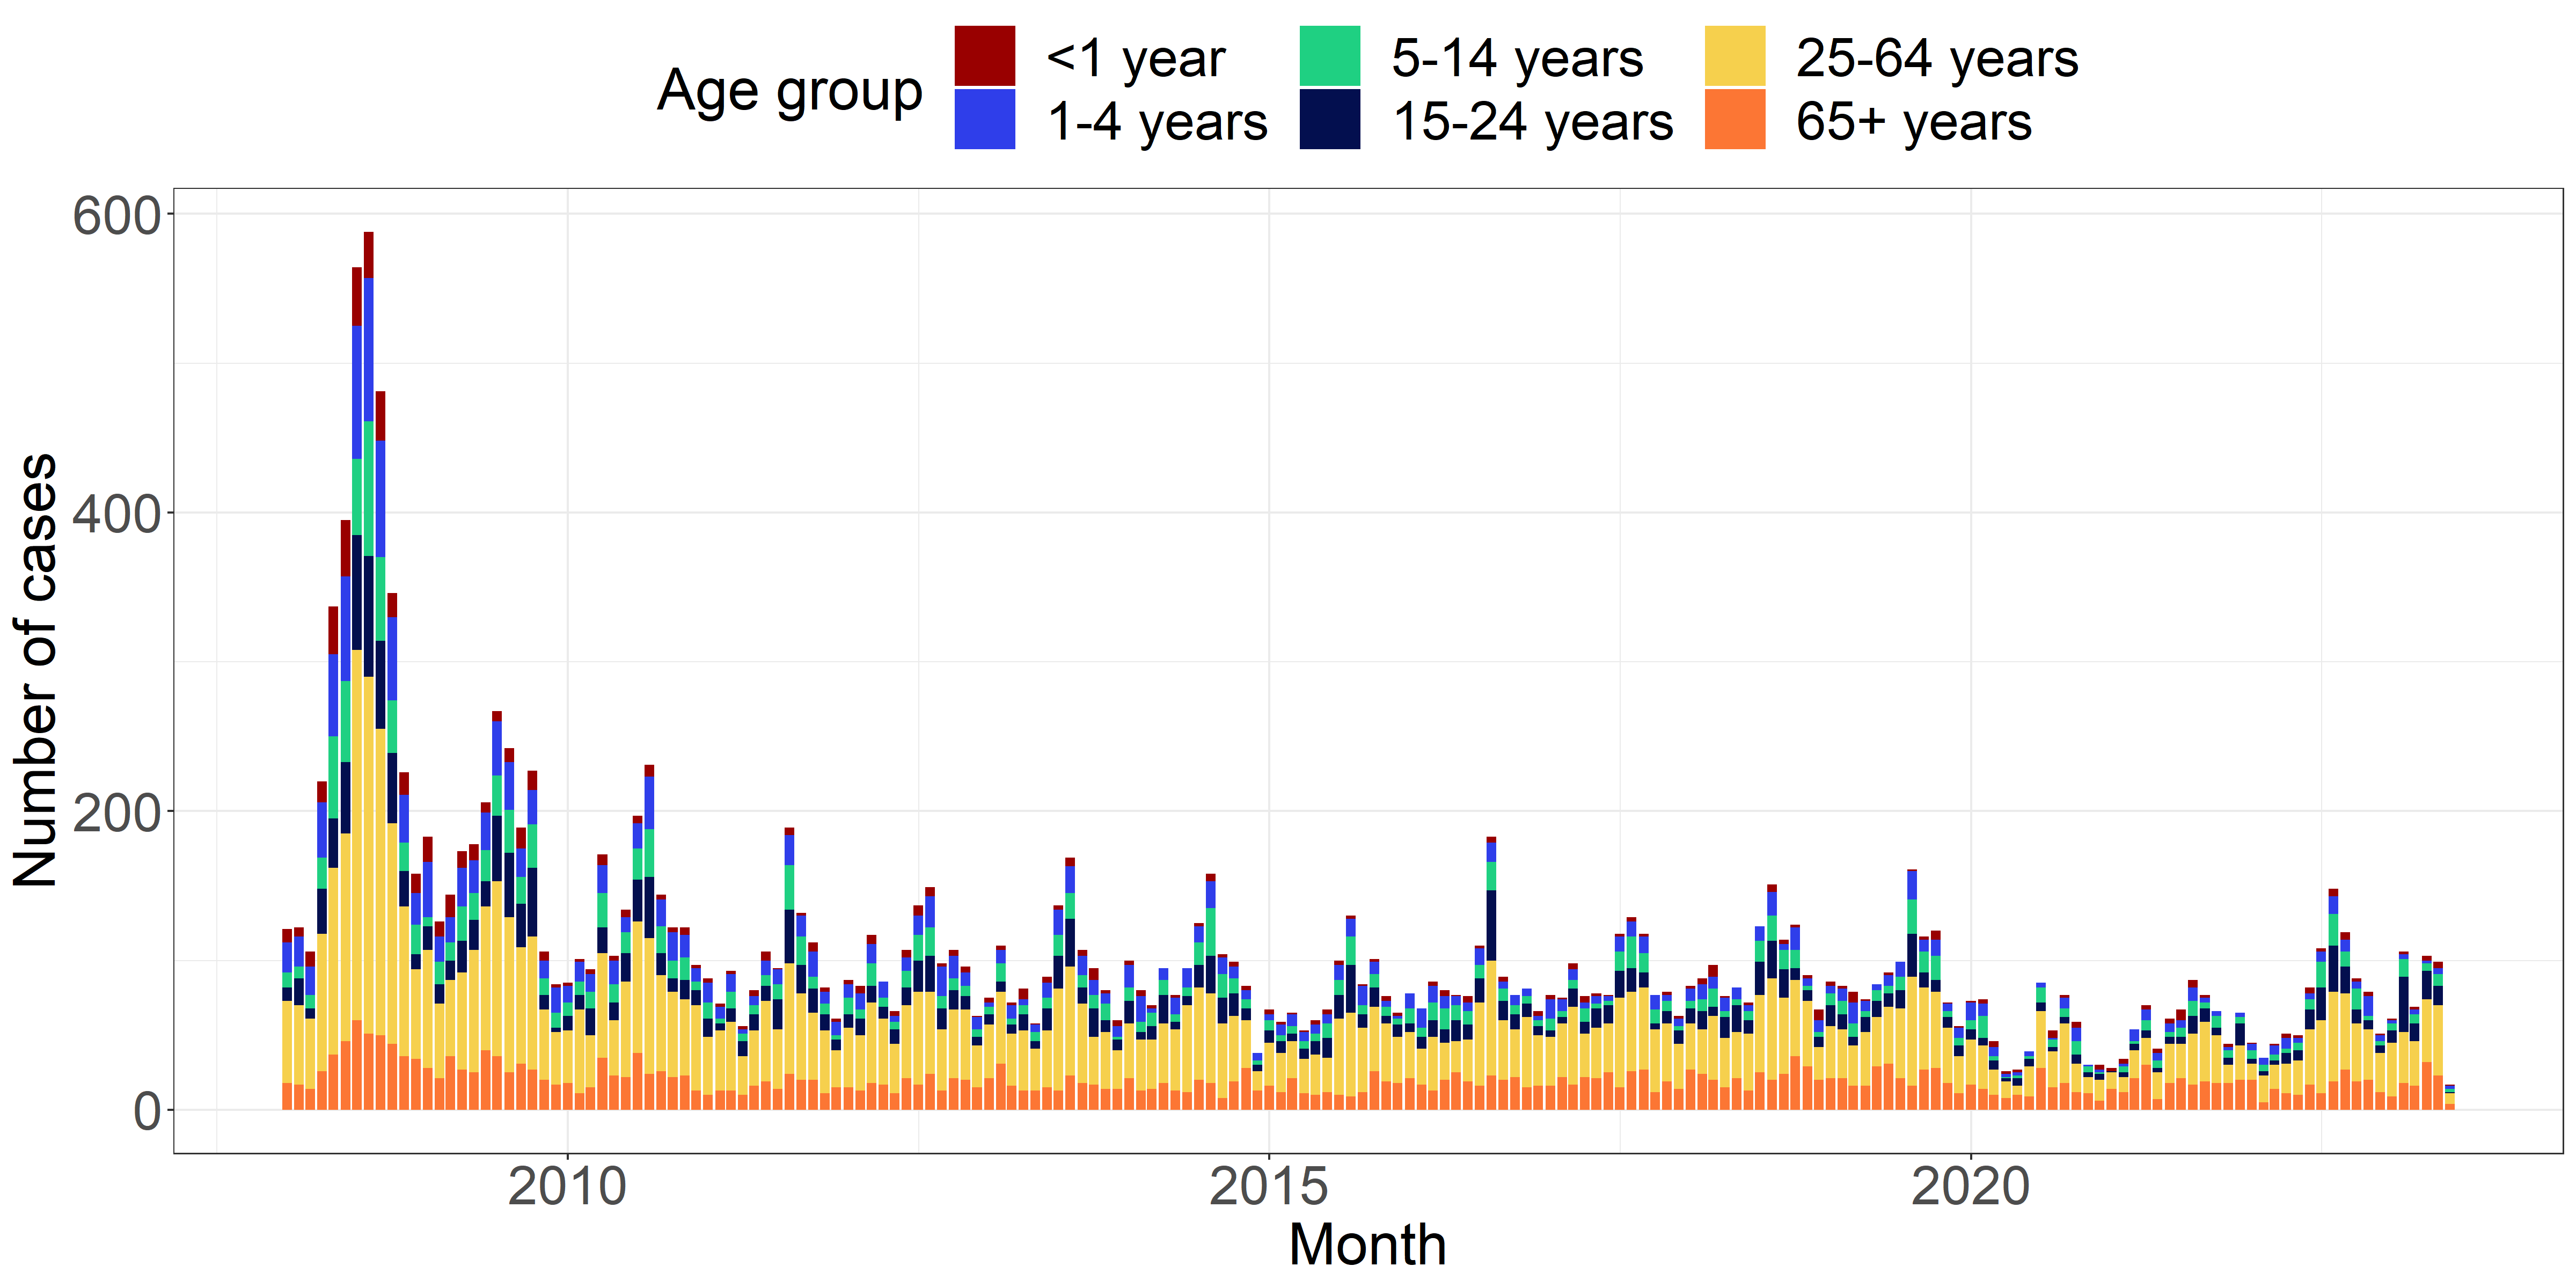 Age group
<1 year
5-14 years
25-64 years
1-4 years
15-24 years
65+ years
Number of cases
600
400
200
0
2010
2015
2020
Month